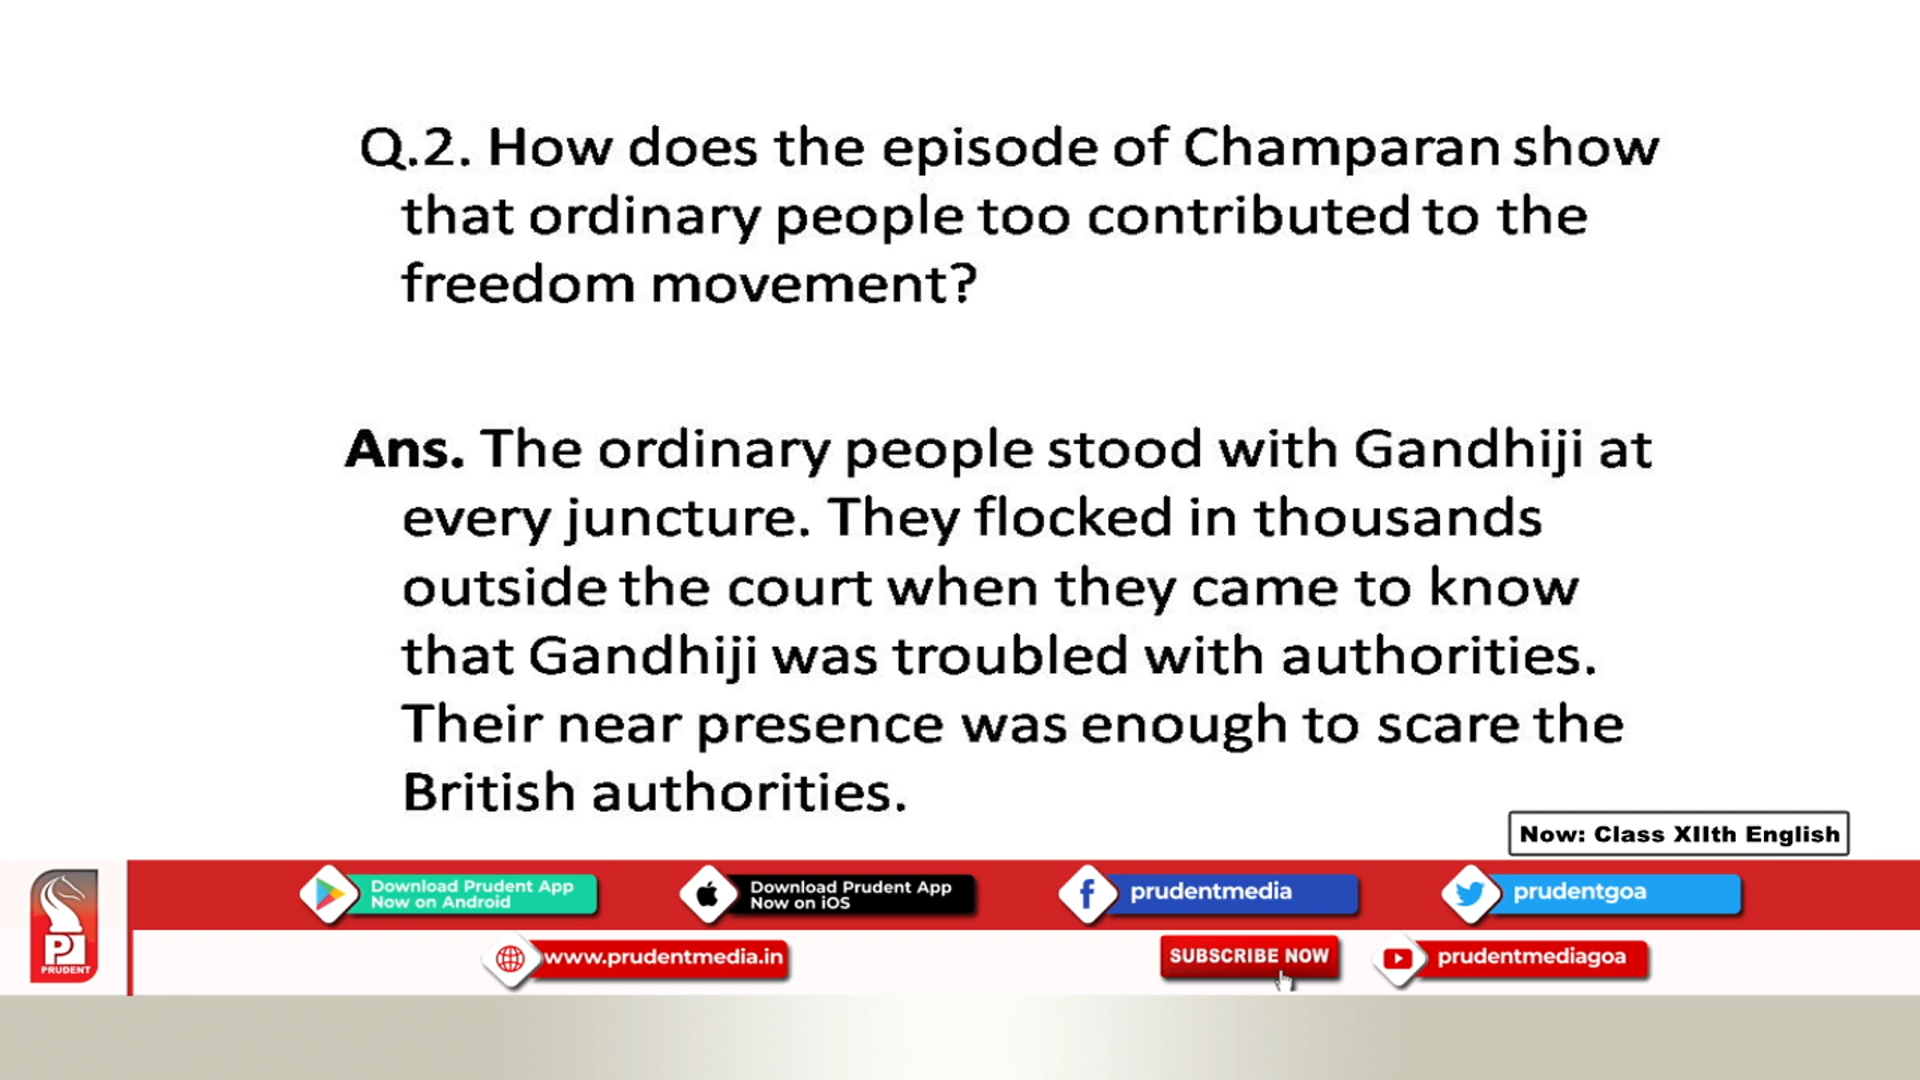 Q.2. How does the episode of Champaran show
that ordinary people too contributed to the
freedom movement?
Ans. The ordinary people stood with Gandhiji at
every juncture. They flocked in thousands
outside the court when they came to know
that Gandhiji was troubled with authorities.
Their near presence was enough to scare the
British authorities.
Now: Class XIIth English
Download Prudent App
Now on Android
Download Prudent App
Now on iOS
prudentmedia
prudentgoa
PRUDENT
www.prudentmedia.in
SUBSCRIBE NOW
prudentmediagoa